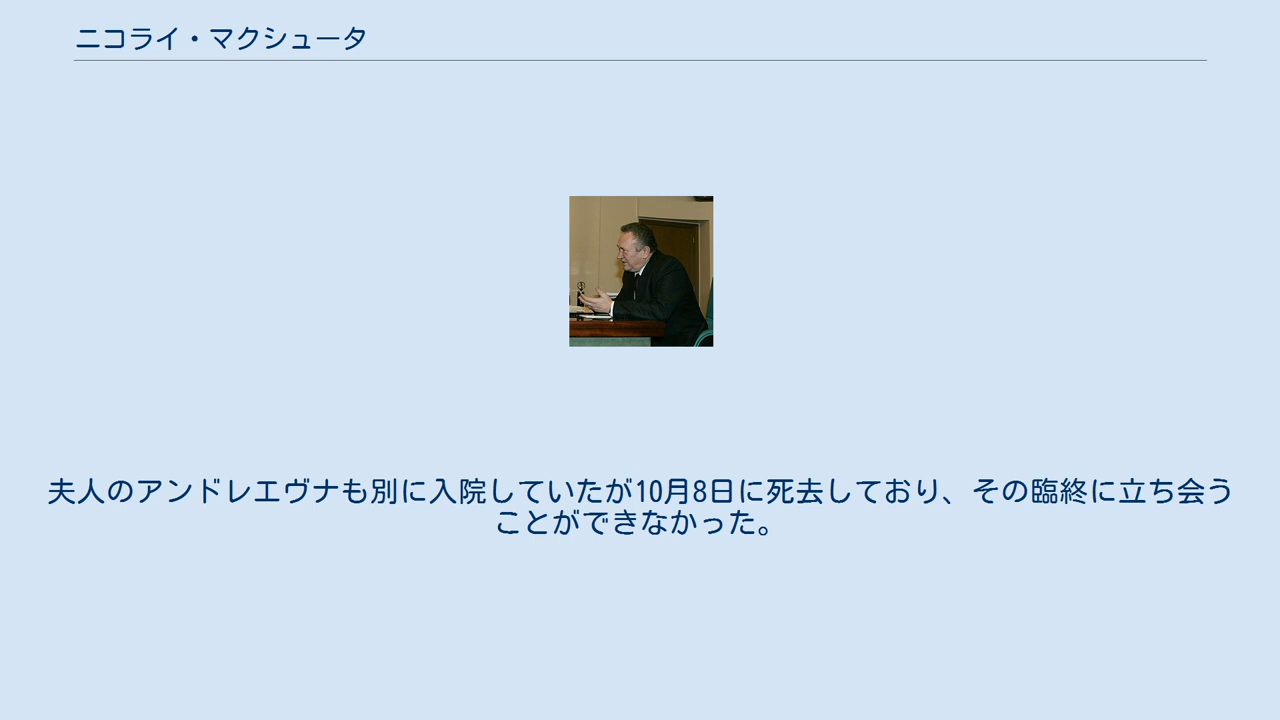 ニコライ・マクシュータ
夫人のアンドレエヴナも別に入院していたが10月8日に死去しており、その臨終に立ち会う
ことができなかった。